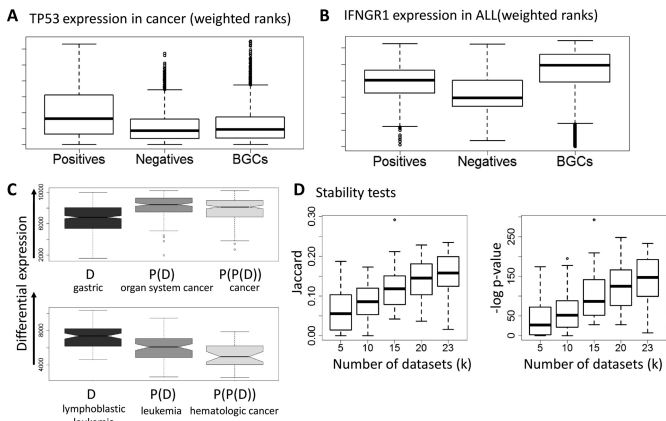 A TP53 expression in cancer (weighted ranks)
Positives Negatives BGCs
B IFNGR1 expression in ALL(weighted ranks)
Positives Negatives BGCs
C
Differential expression
10000
6000
2000
D P(D) P(P(D))
gastric organ system cancer cancer
8000
4000
D P(D) P(P(D))
lymphoblastic leukemia hematologic cancer
leukemia
D Stability tests
Jaccard
0.30
0.20
0.10
0.00
5 10 15 20 23
Number of datasets (k)
-log p-value
250
150
50
0
5 10 15 20 23
Number of datasets (k)